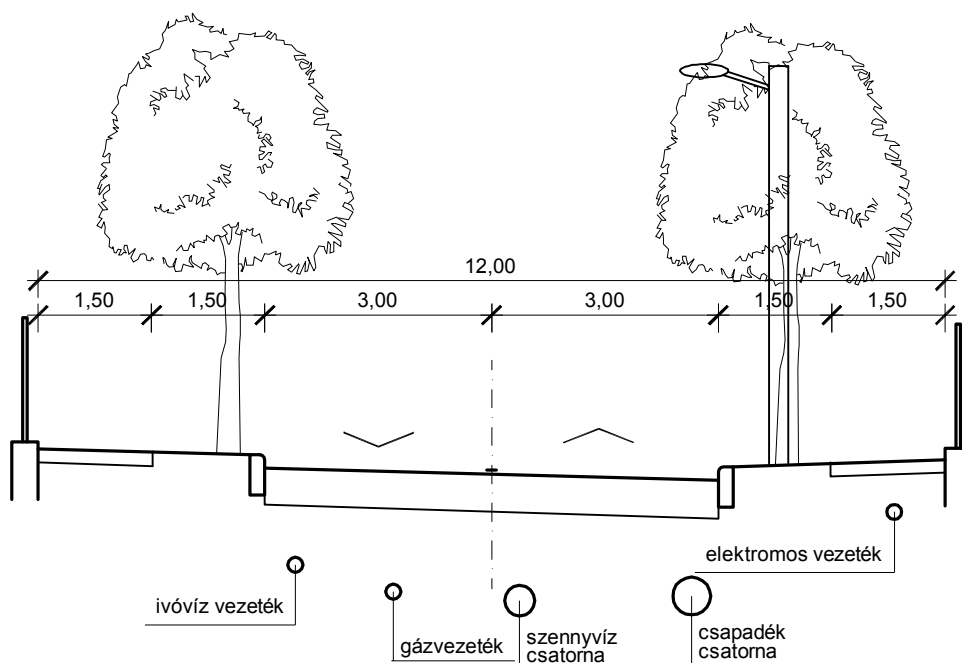 12,00
1,50 1,50 3,00 3,00 1,50 1,50
elektromos vezeték
ivóvíz vezeték
gázvezeték
szennyvíz
csatorna
csapadék
csatorna